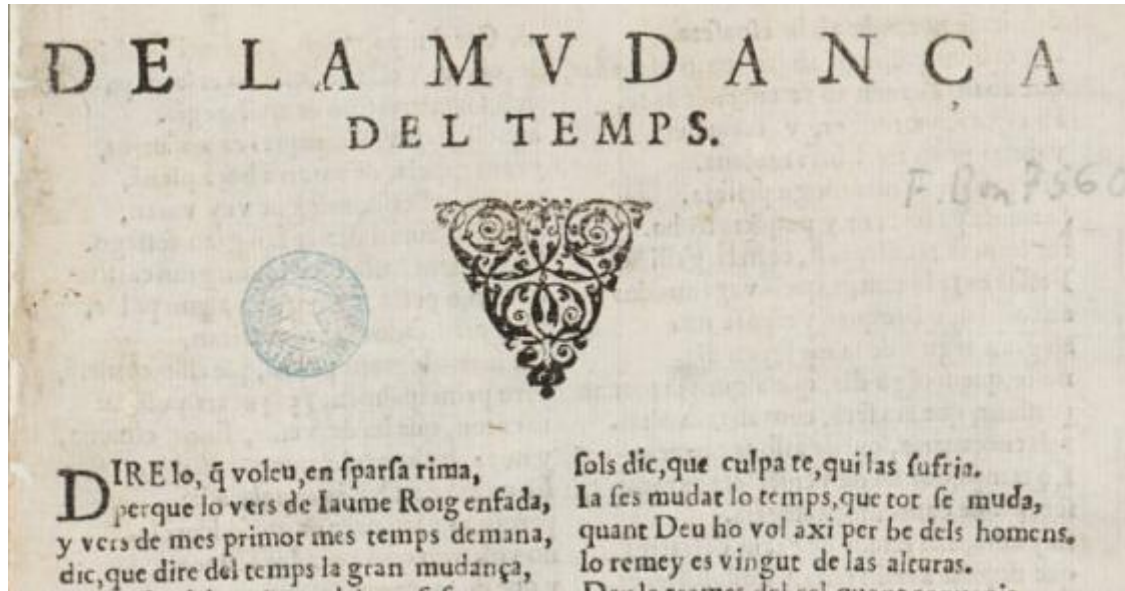 DE LA MVDANÇA
DEL TEMPS.
F. Bon 7560
DIRE lo, q̃ voleu, en ſparſa rima,
perque lo vers de Iaume Roig enfada,
y vers de mes primor mes temps demana,
dic, que dire del temps la gran mudança,
ſols dic, que culpa te, qui las ſufria.
Ia ſes mudat lo temps, que tot ſe muda,
quant Deu ho vol axi per be dels homens.
lo remey es vingut de las alturas.